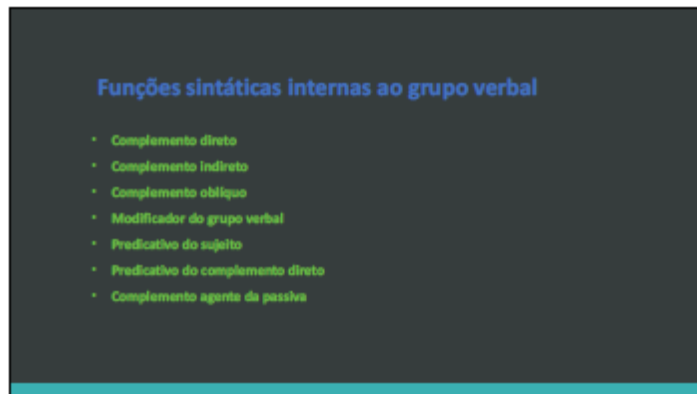 Funções sintáticas internas ao grupo verbal
• Complemento direto
• Complemento indireto
• Complemento oblíquo
• Modificador do grupo verbal
• Predicativo do sujeito
• Predicativo do complemento direto
• Complemento agente da passiva